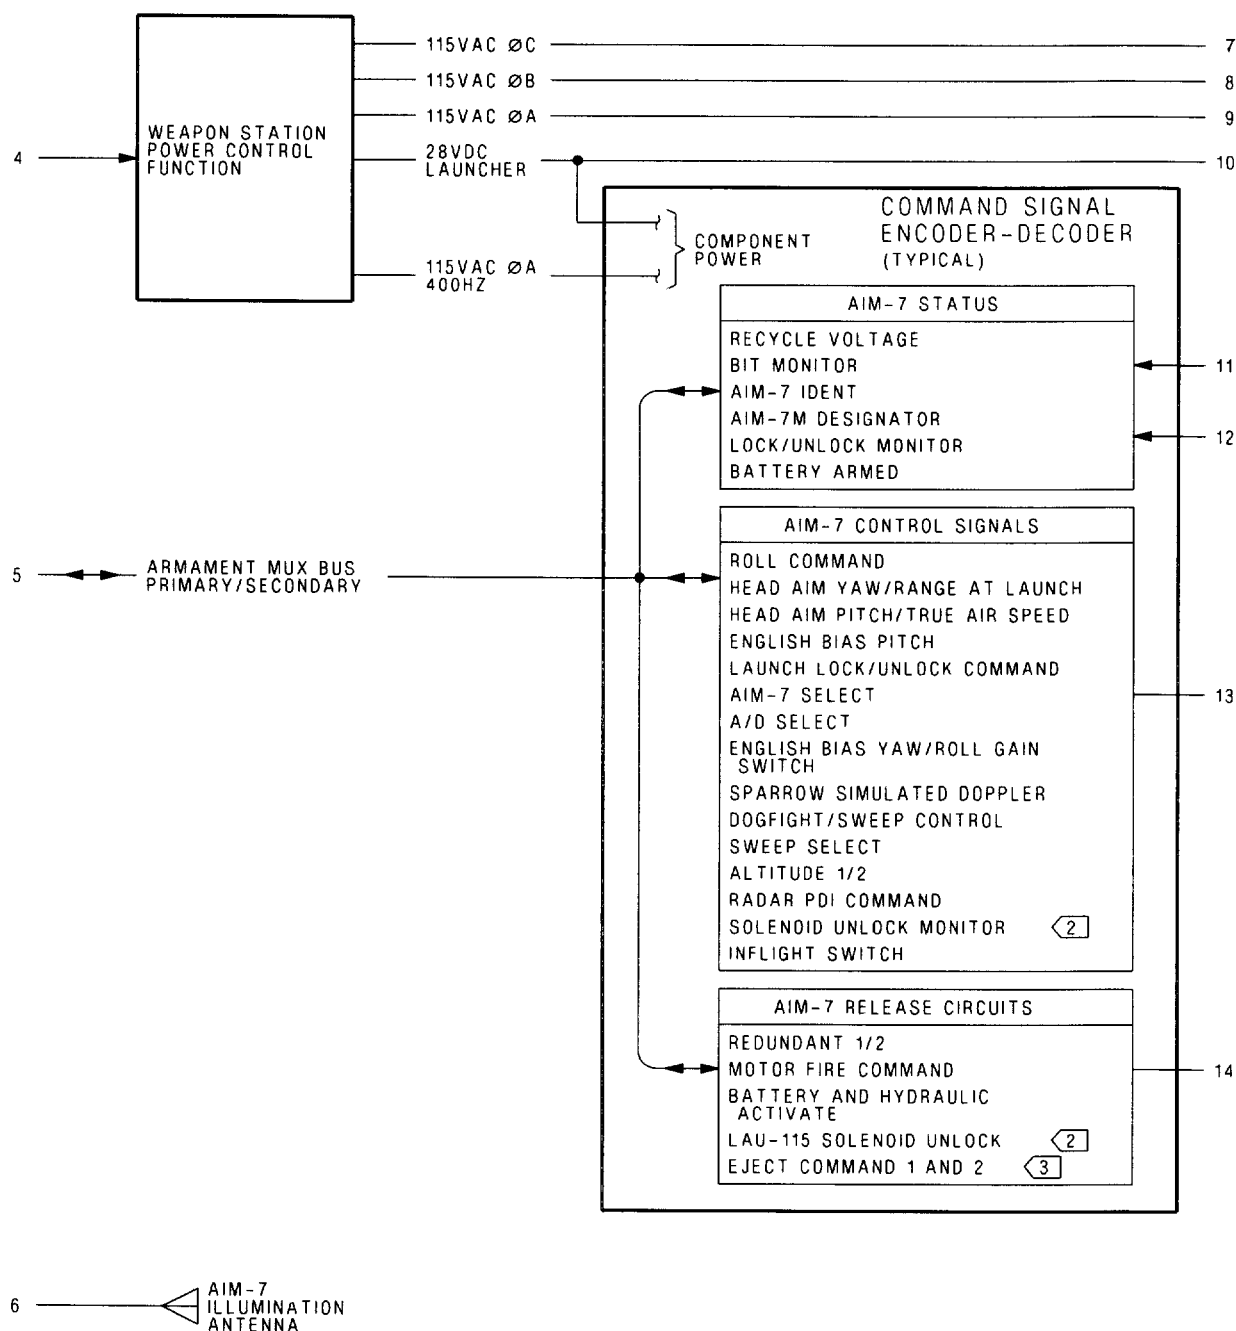 115VAC ØC
7
115VAC ØB
8
115VAC ØA
9
4
WEAPON STATION
POWER CONTROL
FUNCTION
28VDC
LAUNCHER
10
COMMAND SIGNAL
ENCODER-DECODER
(TYPICAL)
COMPONENT
POWER
115VAC ØA
400HZ
AIM-7 STATUS
RECYCLE VOLTAGE
BIT MONITOR
11
AIM-7 IDENT
AIM-7M DESIGNATOR
12
LOCK/UNLOCK MONITOR
BATTERY ARMED
AIM-7 CONTROL SIGNALS
5
ARMAMENT MUX BUS
PRIMARY/SECONDARY
ROLL COMMAND
HEAD AIM YAW/RANGE AT LAUNCH
HEAD AIM PITCH/TRUE AIR SPEED
ENGLISH BIAS PITCH
LAUNCH LOCK/UNLOCK COMMAND
AIM-7 SELECT
13
A/D SELECT
ENGLISH BIAS YAW/ROLL GAIN
SWITCH
SPARROW SIMULATED DOPPLER
DOGFIGHT/SWEEP CONTROL
SWEEP SELECT
ALTITUDE 1/2
RADAR PDI COMMAND
SOLENOID UNLOCK MONITOR 2
INFLIGHT SWITCH
AIM-7 RELEASE CIRCUITS
REDUNDANT 1/2
MOTOR FIRE COMMAND
14
BATTERY AND HYDRAULIC
ACTIVATE
LAU-115 SOLENOID UNLOCK 2
EJECT COMMAND 1 AND 2 3
6
AIM-7
ILLUMINATION
ANTENNA